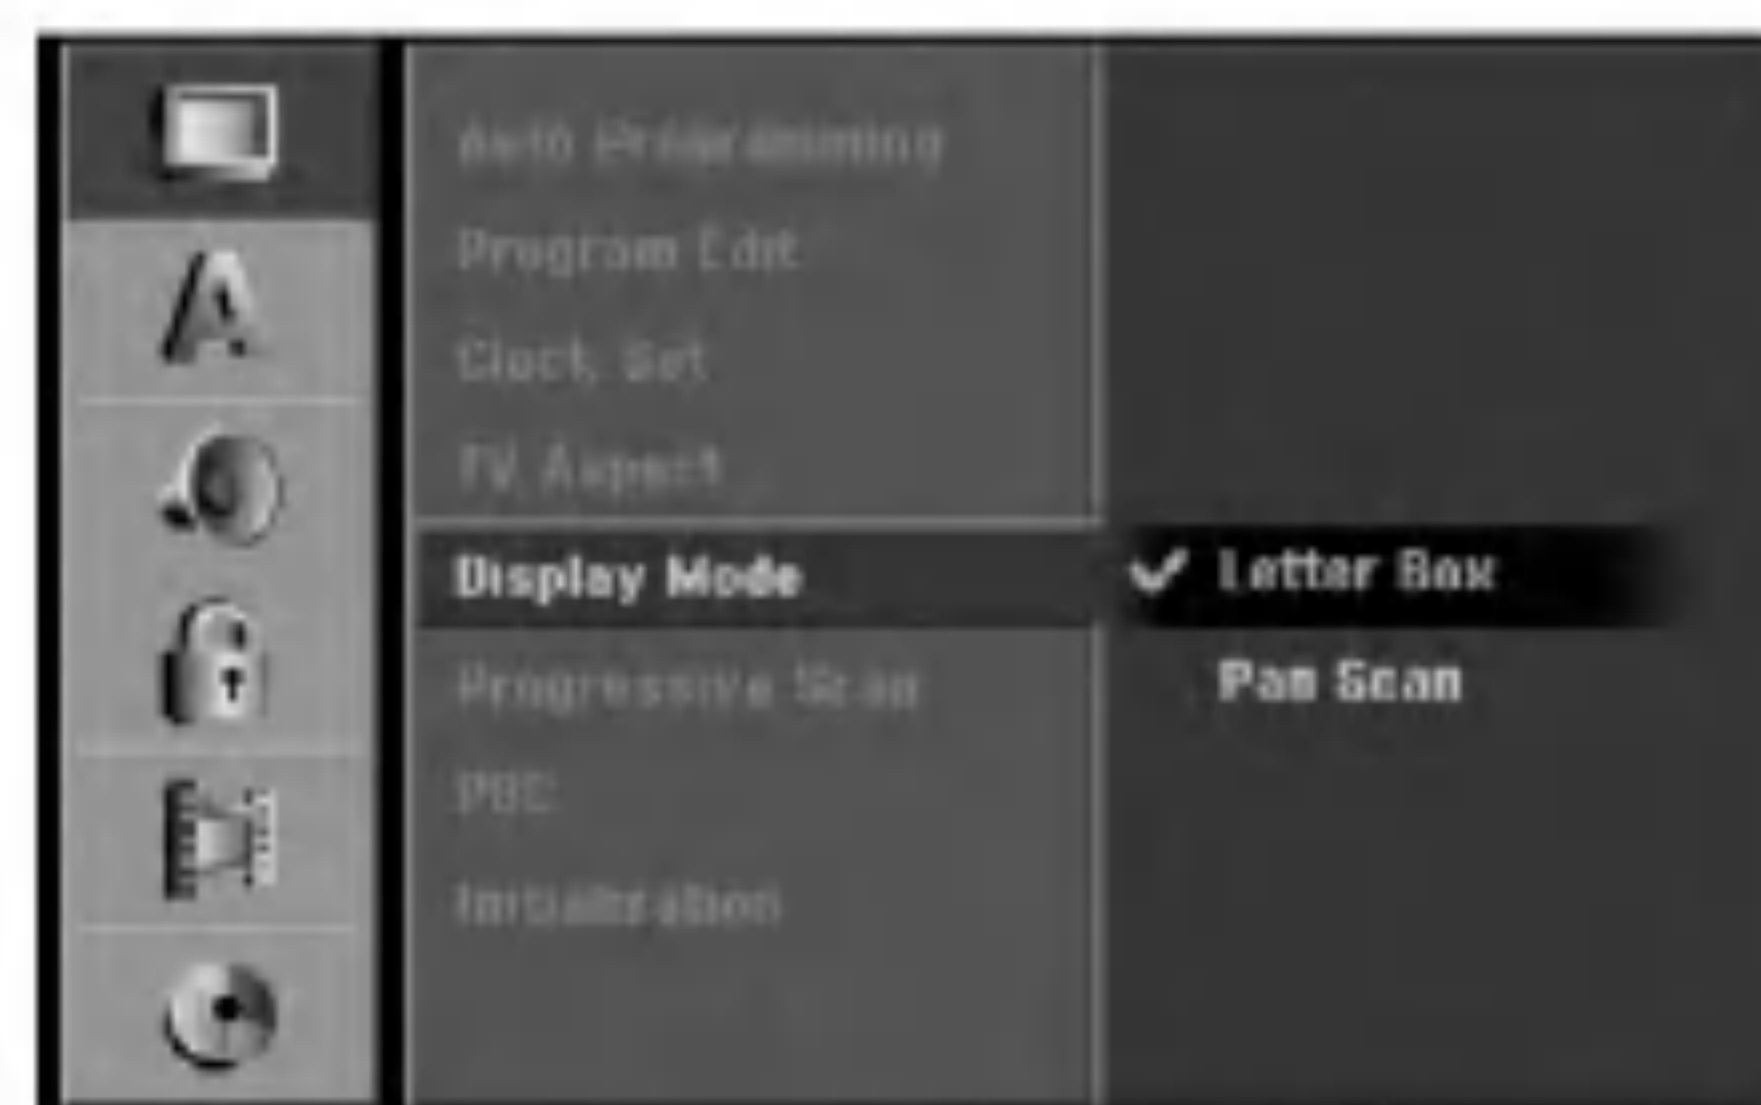 Auto Programming
Program Edit
Clock Set
TV Aspect
Display Mode
Letter Box
Progressive Scan
Pan Scan
PBC
Initialization